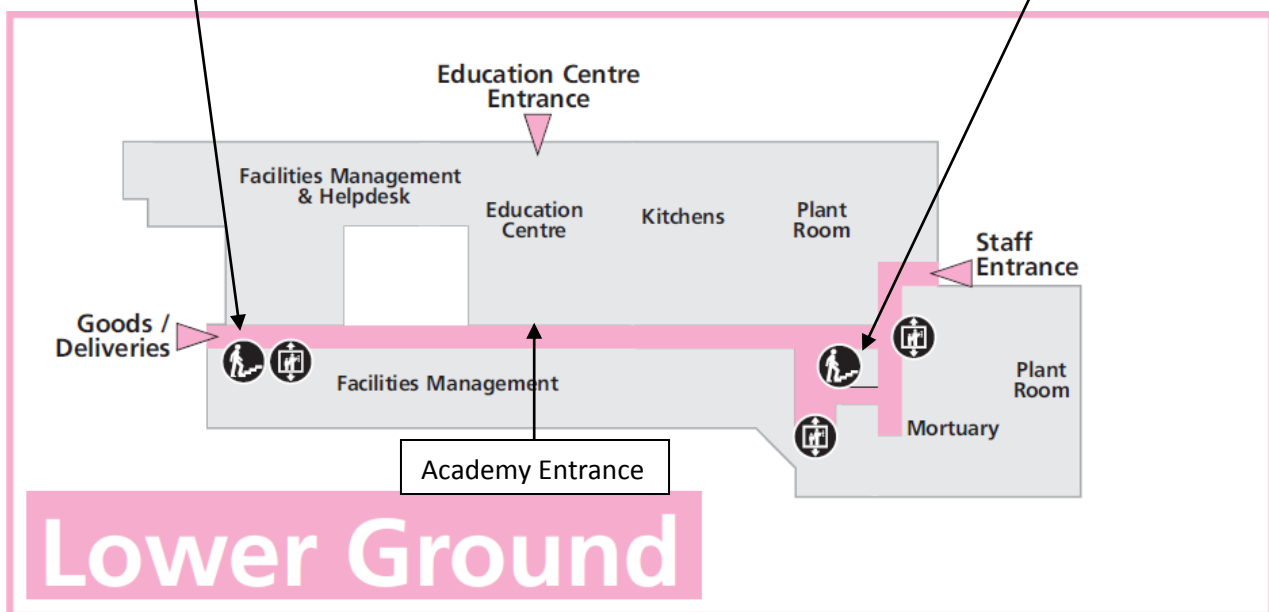 Education Centre
Entrance
Facilities Management
& Helpdesk
Education
Centre
Kitchens
Plant
Room
Staff
Entrance
Goods /
Deliveries
Facilities Management
Plant
Room
Mortuary
Academy Entrance
Lower Ground